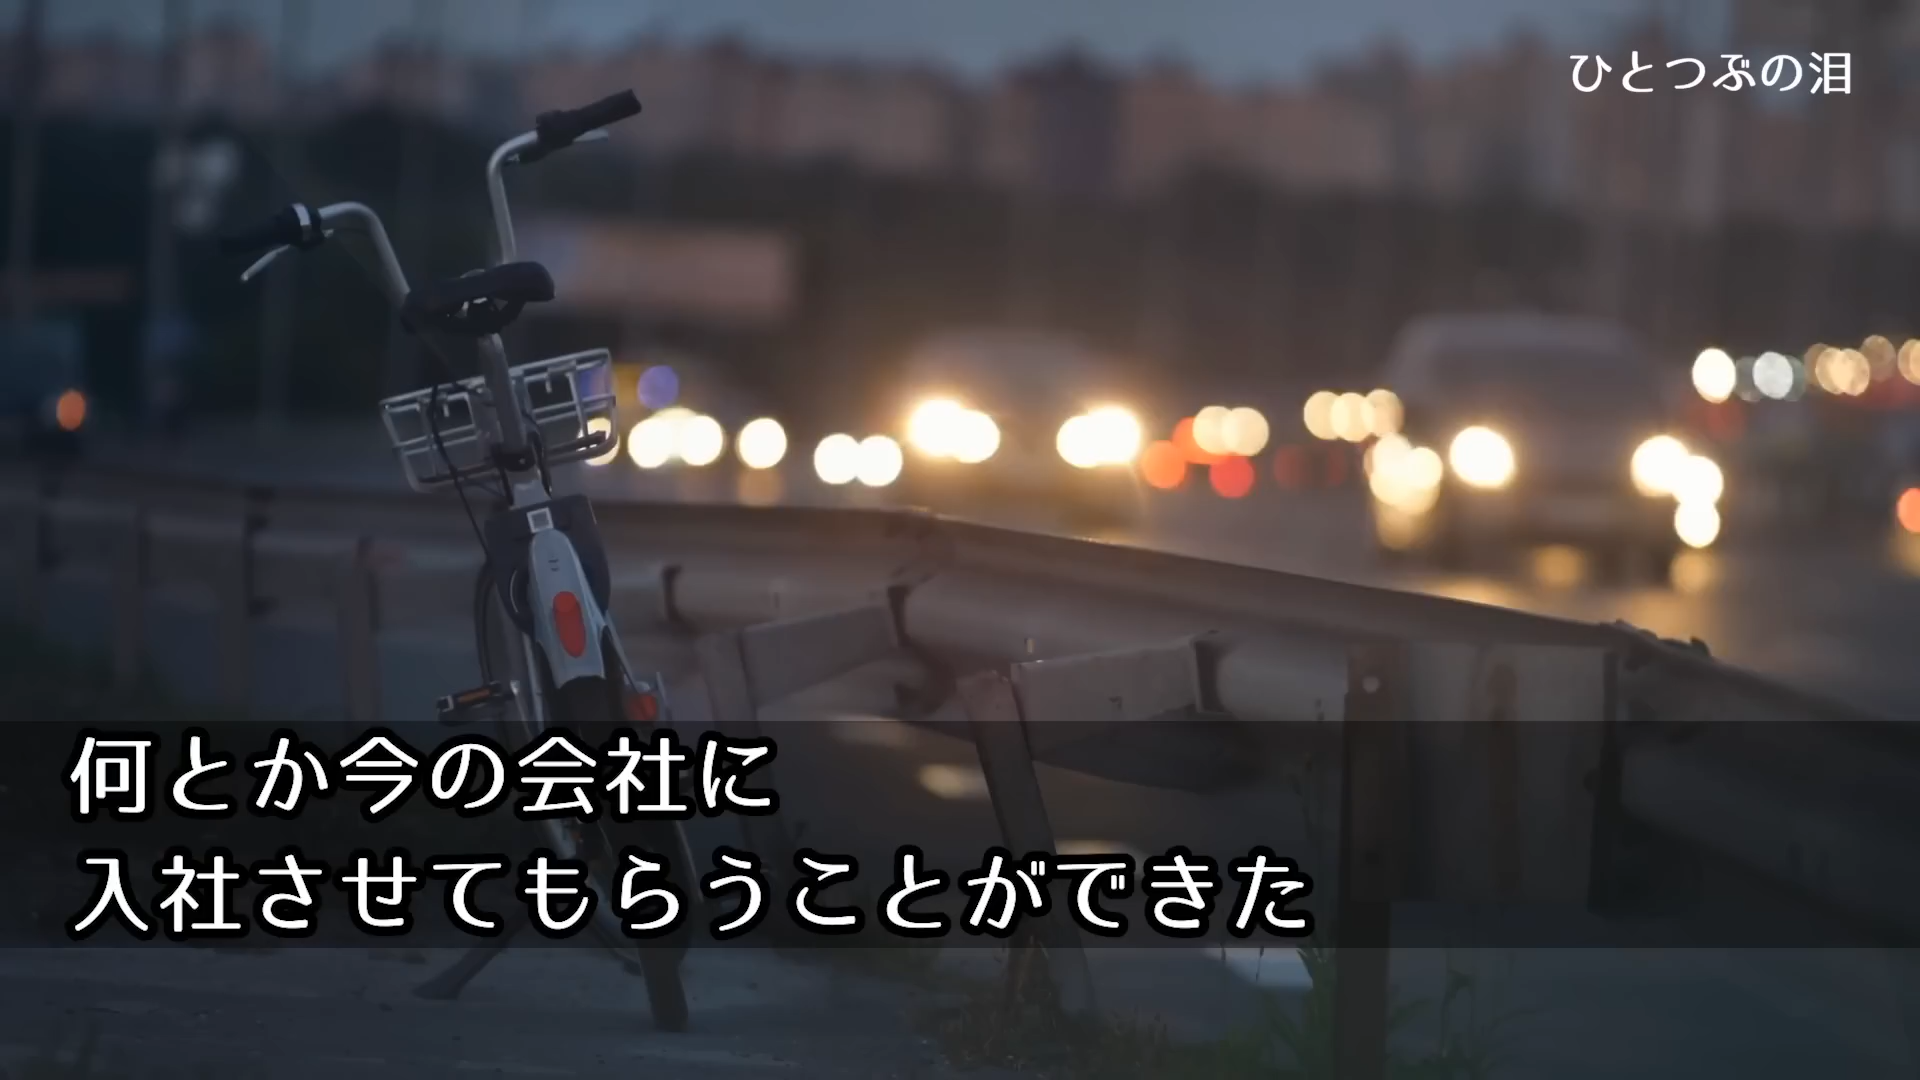 ひとつぶの泪
何とか今の会社に
入社させてもらうことができた